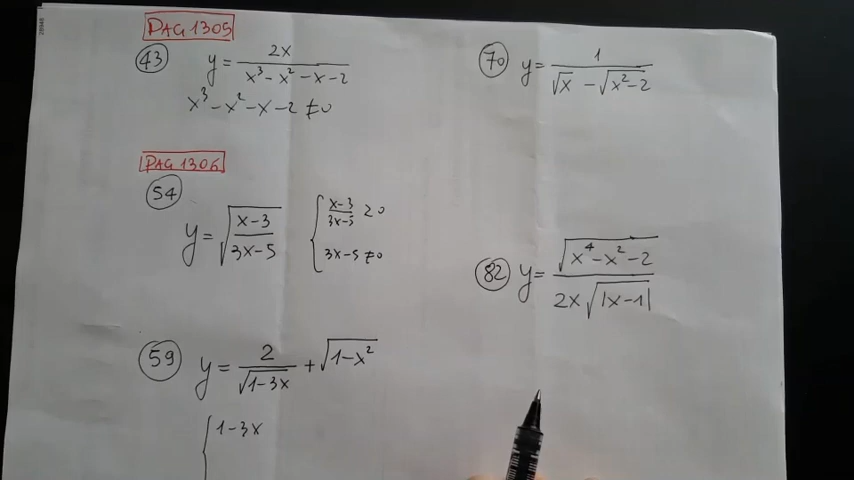 PAG 1305
43 y = 2x / (x³ - x² - x - 2)
x³ - x² - x - 2 ≠ 0
PAG 1306
54 y = √((x-3)/(3x-5)) { (x-3)/(3x-5) ≥ 0
3x-5 ≠ 0
59 y = 2/√(1-3x) + √(1-x²)
{ 1-3x
70 y = 1 / (√x - √(x²-2))
82 y = √(x⁴-x²-2) / (2x√|x-1|)